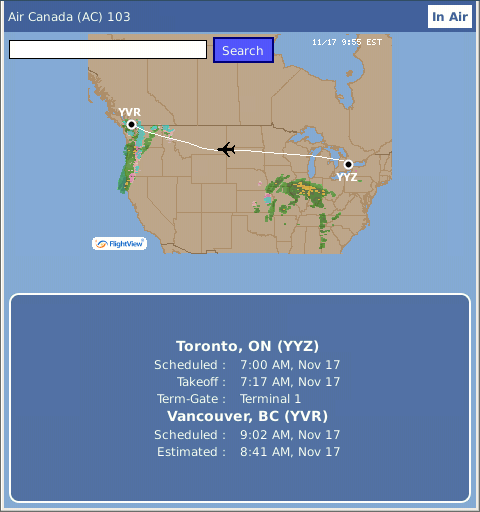 Air Canada (AC) 103
In Air
Search
11/17 9:55 EST
YVR
YYZ
FlightView
Toronto, ON (YYZ)
Scheduled : 7:00 AM, Nov 17
Takeoff : 7:17 AM, Nov 17
Term-Gate : Terminal 1
Vancouver, BC (YVR)
Scheduled : 9:02 AM, Nov 17
Estimated : 8:41 AM, Nov 17